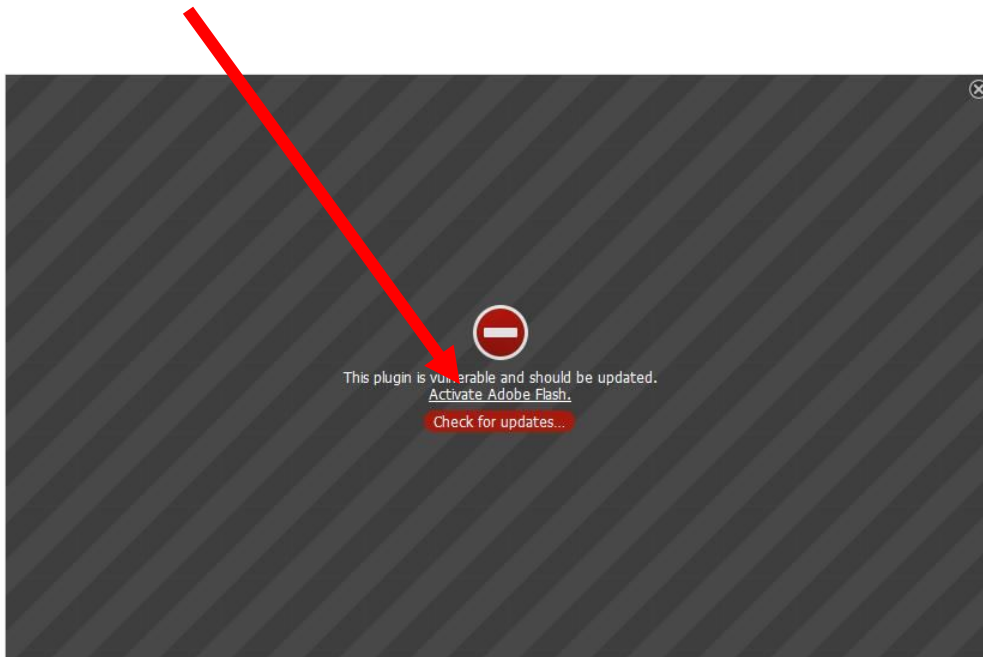 This plugin is vulnerable and should be updated.
Activate Adobe Flash.
Check for updates...